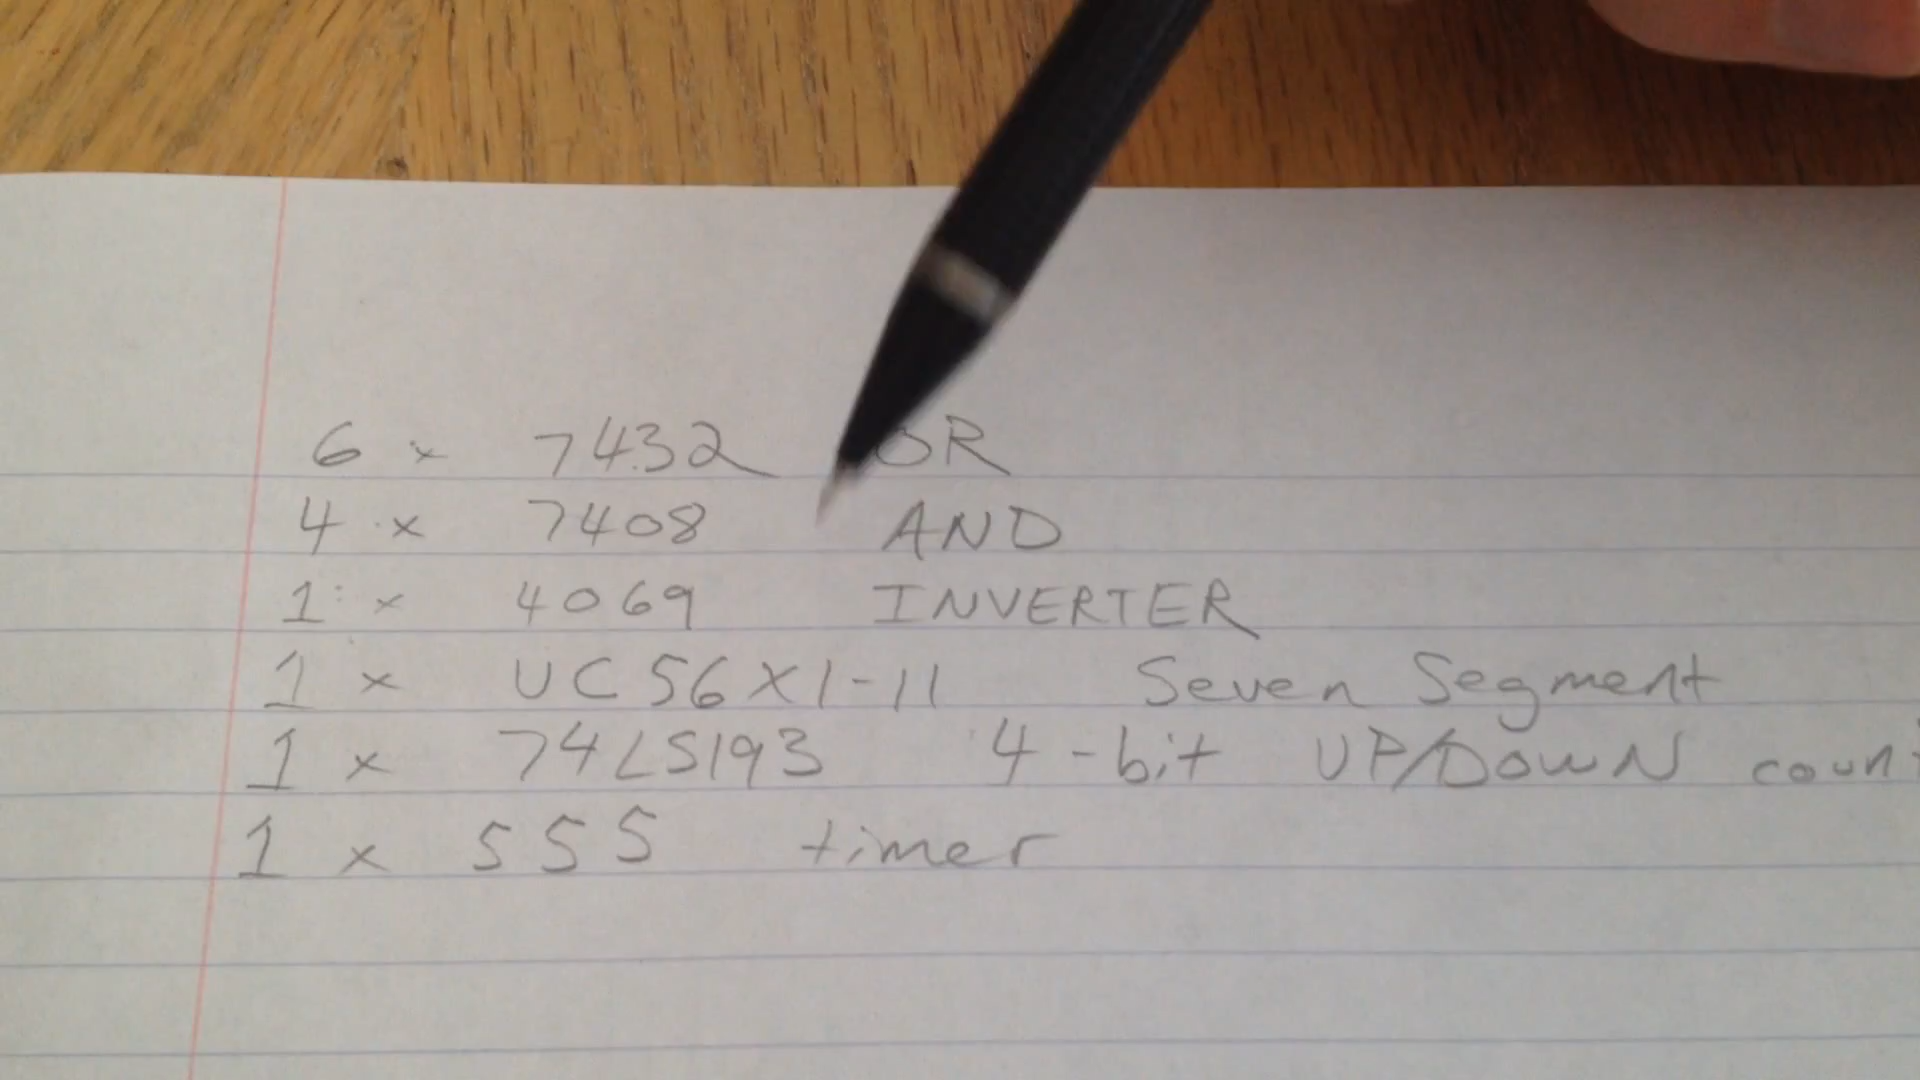 6 x 7432 OR
4 x 7408 AND
1 x 4069 INVERTER
1 x UC56X1-11 Seven Segment
1 x 74LS193 4-bit UP/DOWN coun
1 x 555 timer